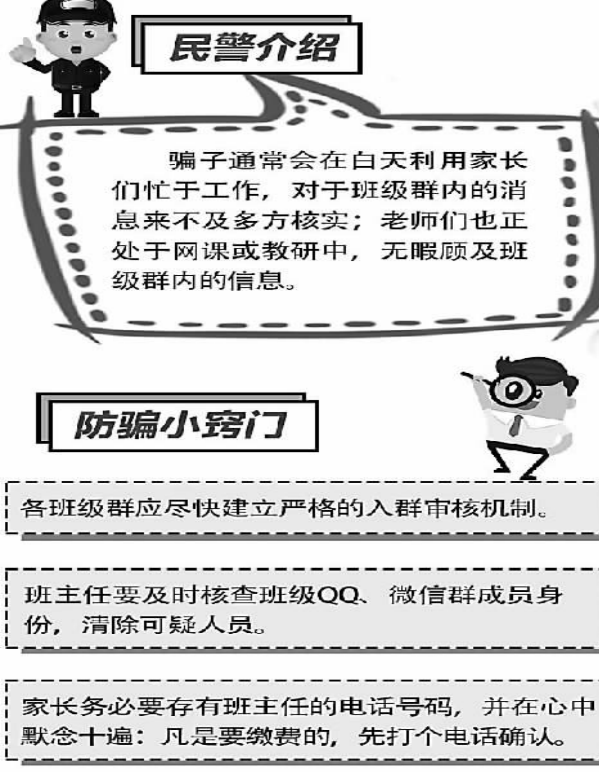 民警介绍
骗子通常会在白天利用家长
们忙于工作，对于班级群内的消
息来不及多方核实；老师们也正
处于网课或教研中，无暇顾及班
级群内的信息。
防骗小窍门
各班级群应尽快建立严格的入群审核机制。
班主任要及时核查班级QQ、微信群成员身
份，清除可疑人员。
家长务必要存有班主任的电话号码，并在心中
默念十遍：凡是要缴费的，先打个电话确认。